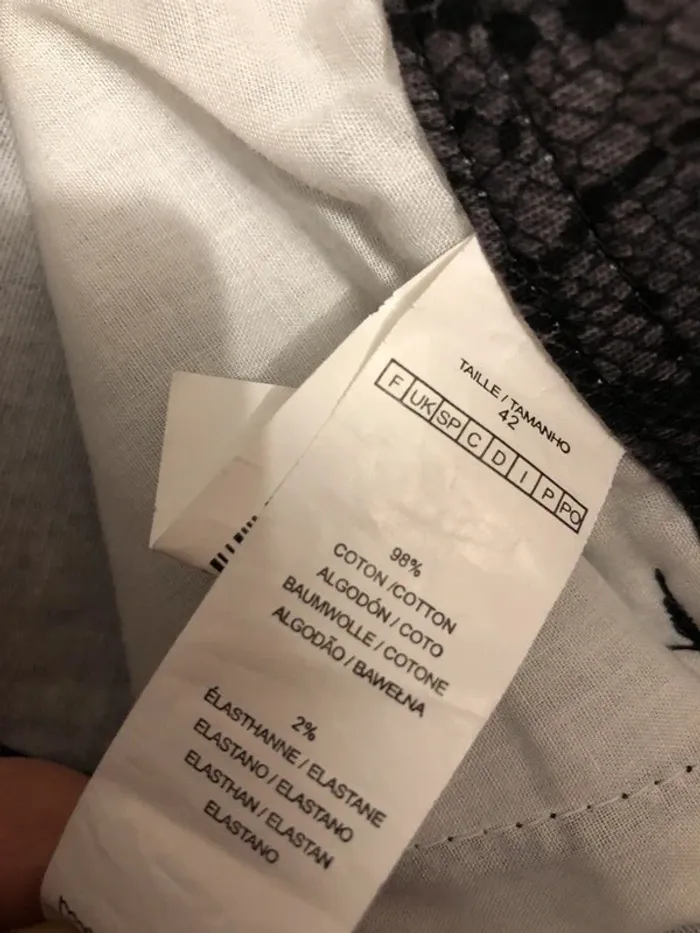 TAILLE / TAMANHO
42
F UK SP C D I P PO
98%
COTON /COTTON
ALGODÓN / COTO
BAUMWOLLE / COTONE
ALGODÃO / BAWEŁNA
2%
ÉLASTHANNE / ELASTANE
ELASTANO / ELASTANO
ELASTHAN / ELASTAN
ELASTANO